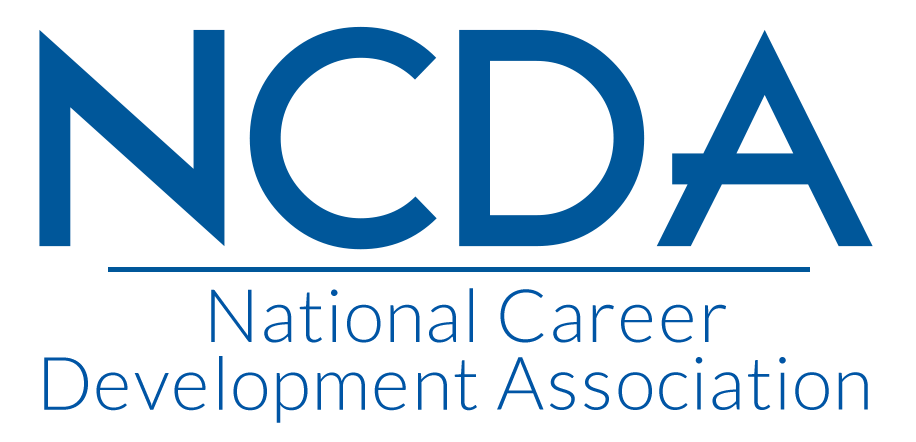 NCDA
National Career
Development Association